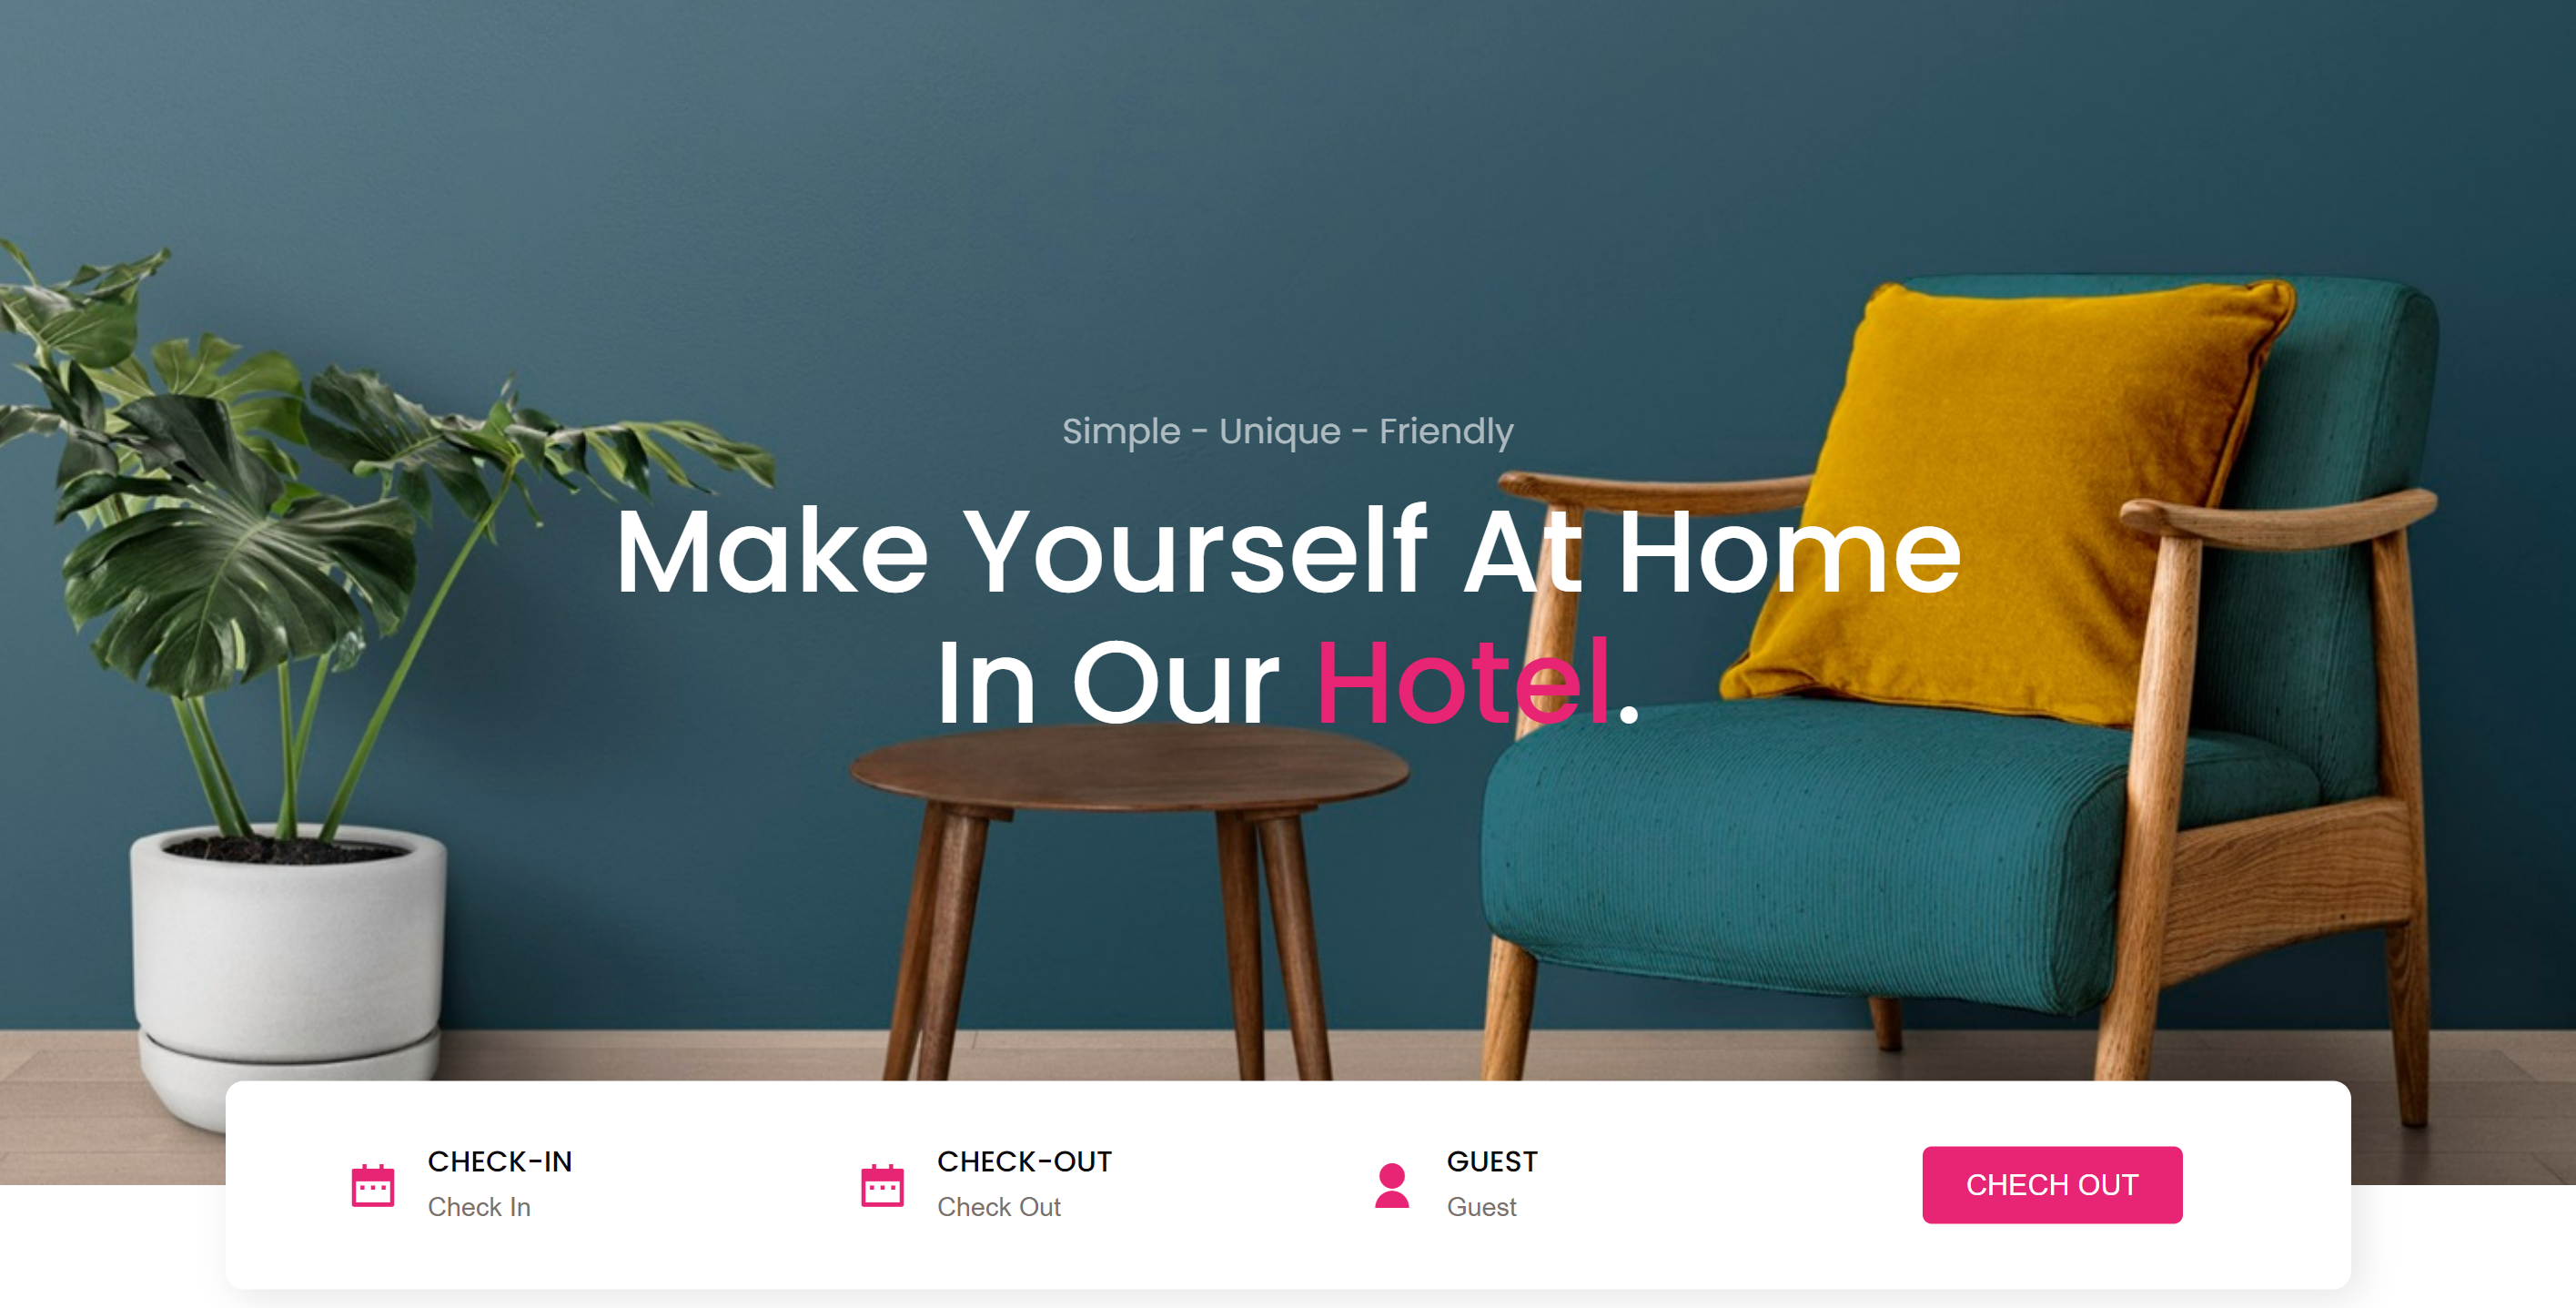 Simple - Unique - Friendly
Make Yourself At Home
In Our Hotel.
CHECK-IN
Check In
CHECK-OUT
Check Out
GUEST
Guest
CHECH OUT